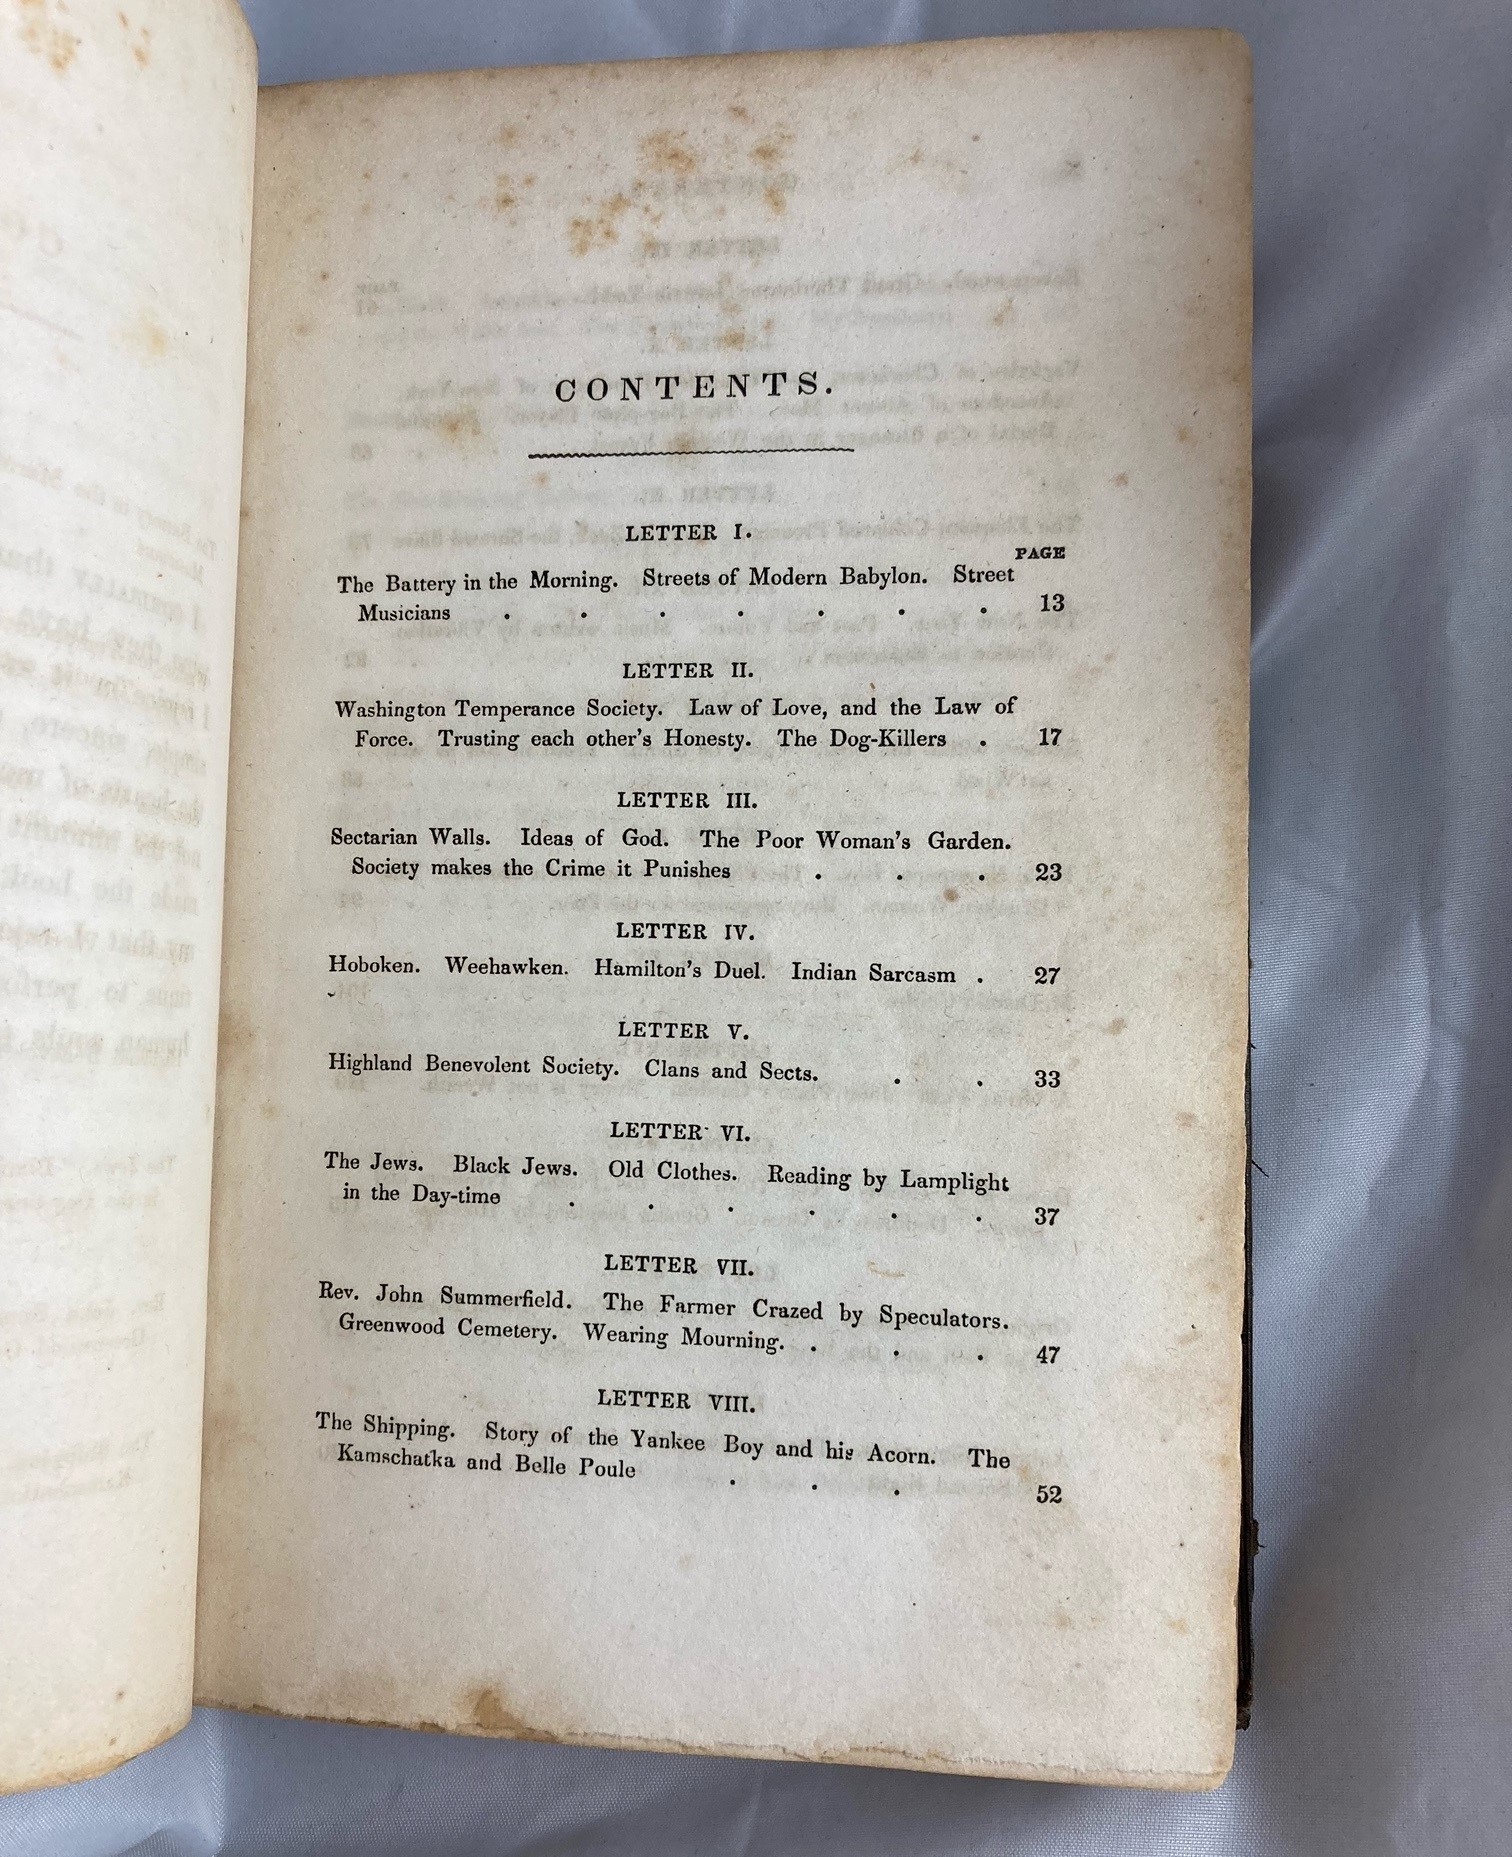 CONTENTS.
LETTER I.
PAGE
The Battery in the Morning. Streets of Modern Babylon. Street
Musicians . . . . . . . 13
LETTER II.
Washington Temperance Society. Law of Love, and the Law of
Force. Trusting each other's Honesty. The Dog-Killers . 17
LETTER III.
Sectarian Walls. Ideas of God. The Poor Woman's Garden.
Society makes the Crime it Punishes . . . 23
LETTER IV.
Hoboken. Weehawken. Hamilton's Duel. Indian Sarcasm . 27
LETTER V.
Highland Benevolent Society. Clans and Sects. . . 33
LETTER VI.
The Jews. Black Jews. Old Clothes. Reading by Lamplight
in the Day-time . . . . . . 37
LETTER VII.
Rev. John Summerfield. The Farmer Crazed by Speculators.
Greenwood Cemetery. Wearing Mourning. . . . 47
LETTER VIII.
The Shipping. Story of the Yankee Boy and his Acorn. The
Kamschatka and Belle Poule . . . 52